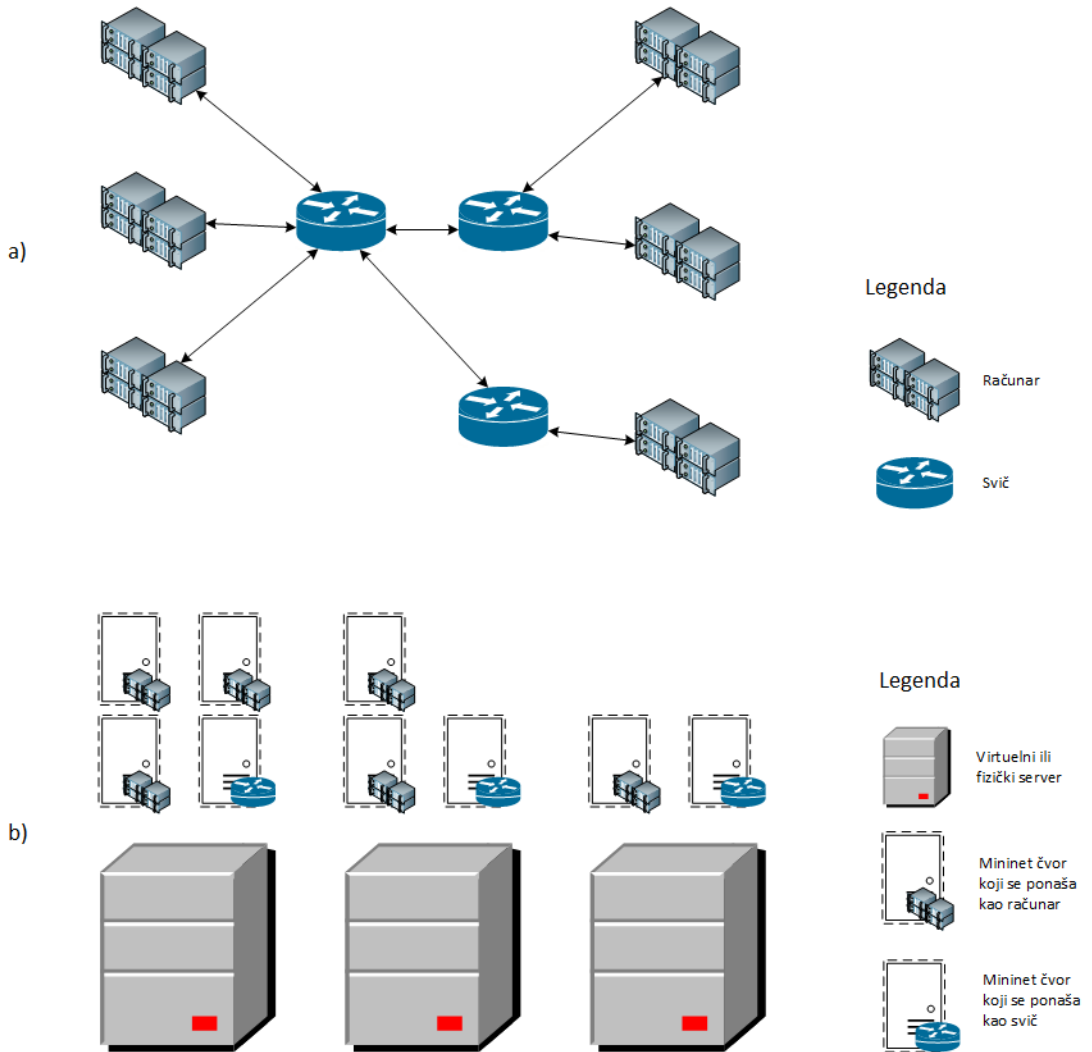 a)
Legenda
Računar
Svič
b)
Legenda
Virtuelni ili
fizički server
Mininet čvor
koji se ponaša
kao računar
Mininet čvor
koji se ponaša
kao svič